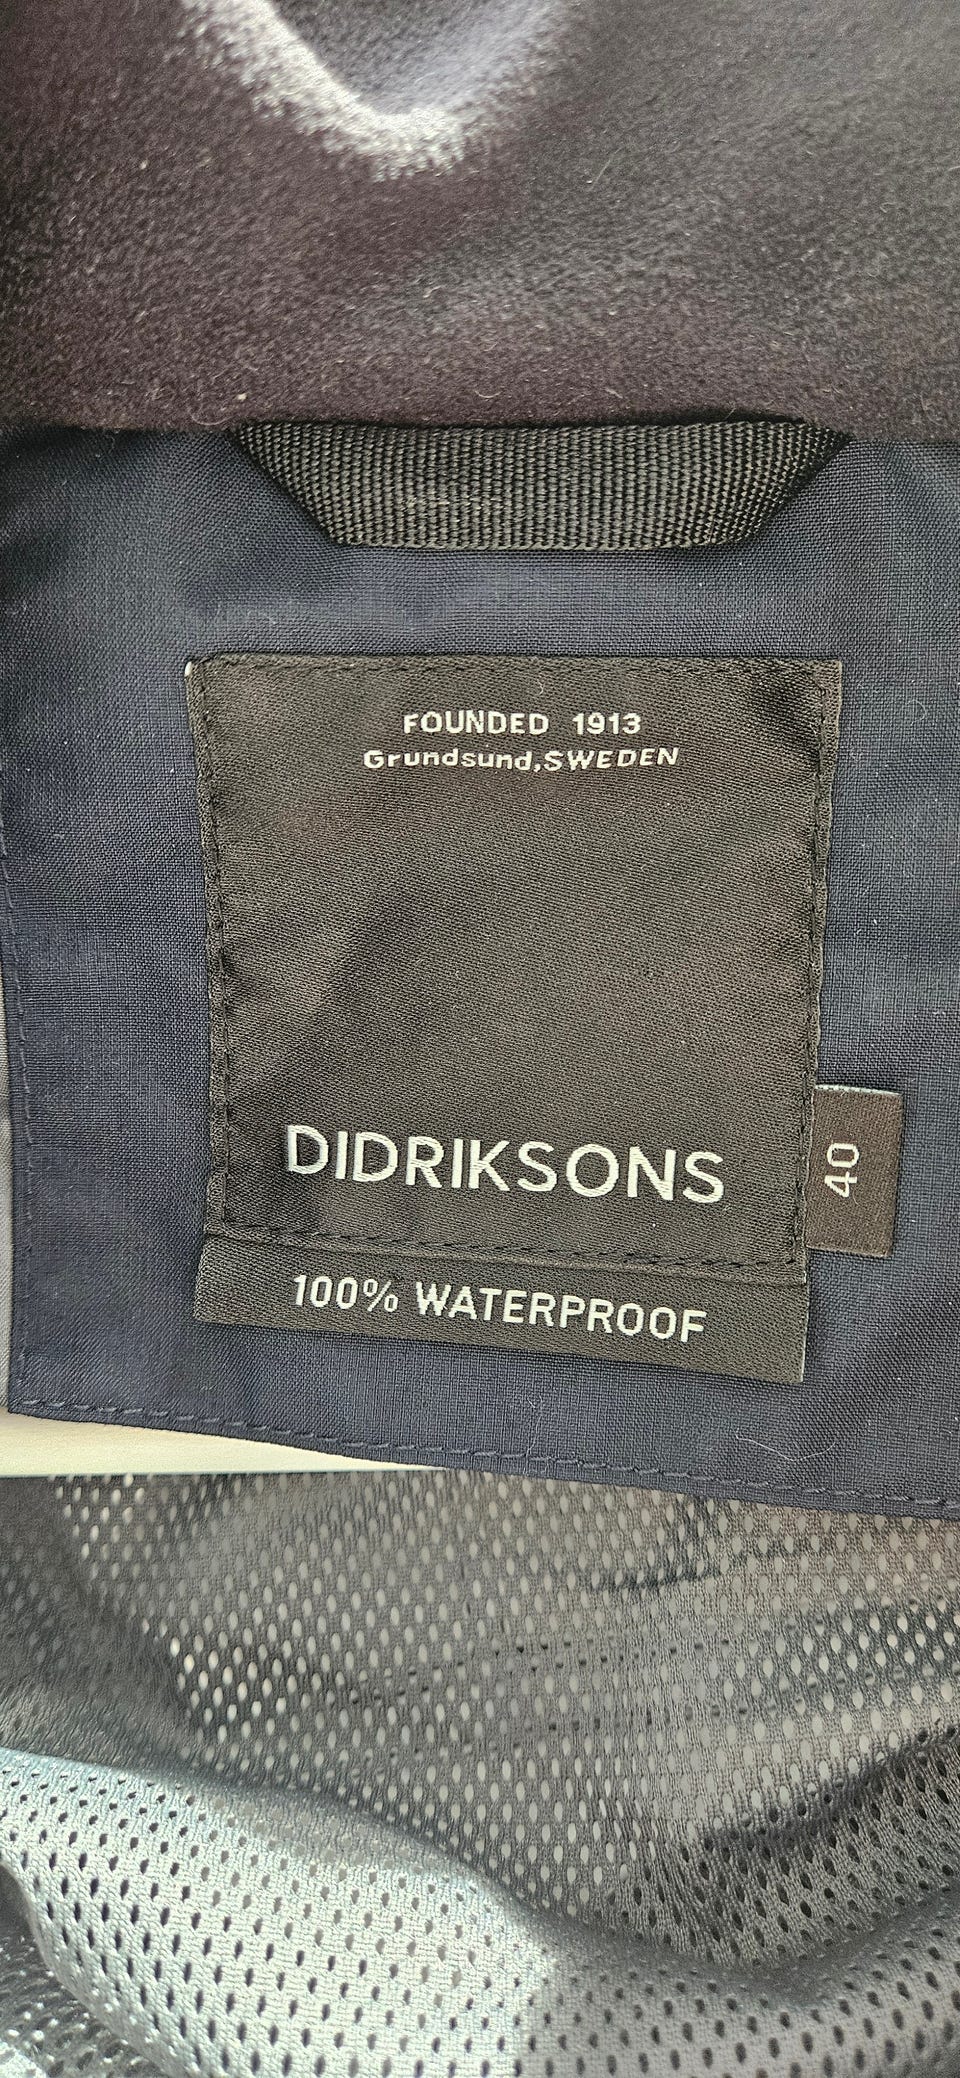 FOUNDED 1913
Grundsund,SWEDEN
DIDRIKSONS
40
100% WATERPROOF